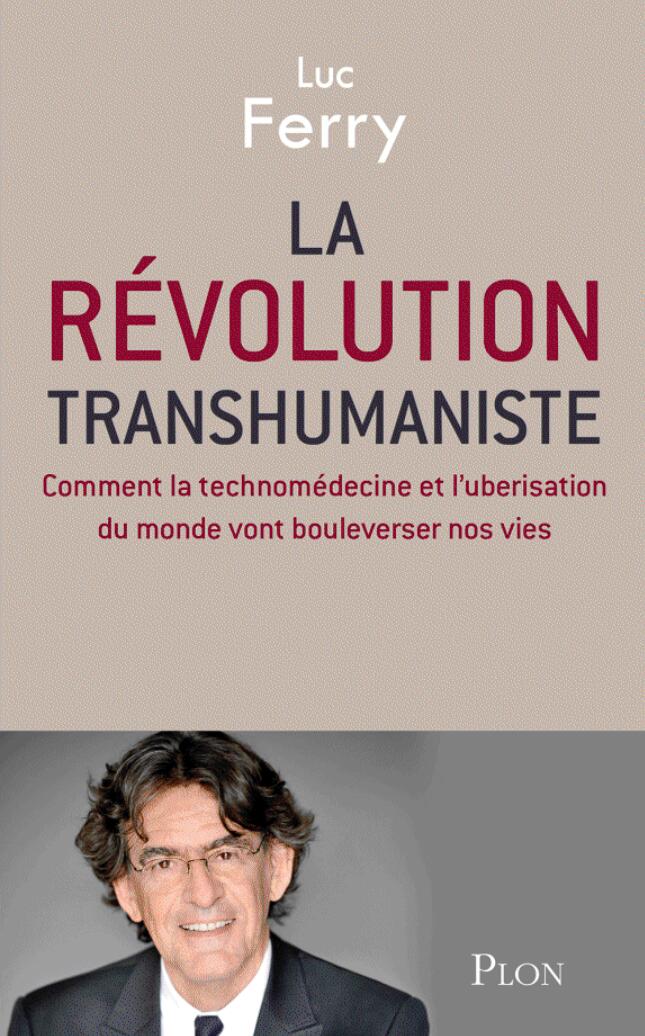 Luc
Ferry
LA
RÉVOLUTION
TRANSHUMANISTE
Comment la technomédecine et l’uberisation
du monde vont bouleverser nos vies
PLON